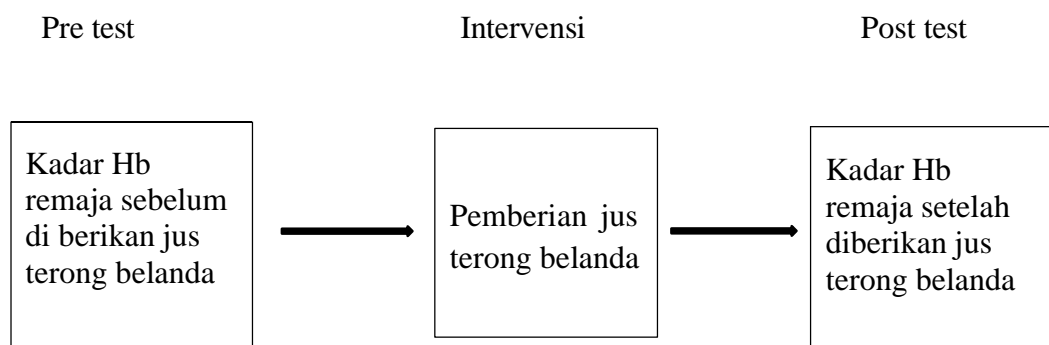 Pre test
Intervensi
Post test
Kadar Hb
remaja sebelum
di berikan jus
terong belanda
Pemberian jus
terong belanda
Kadar Hb
remaja setelah
diberikan jus
terong belanda